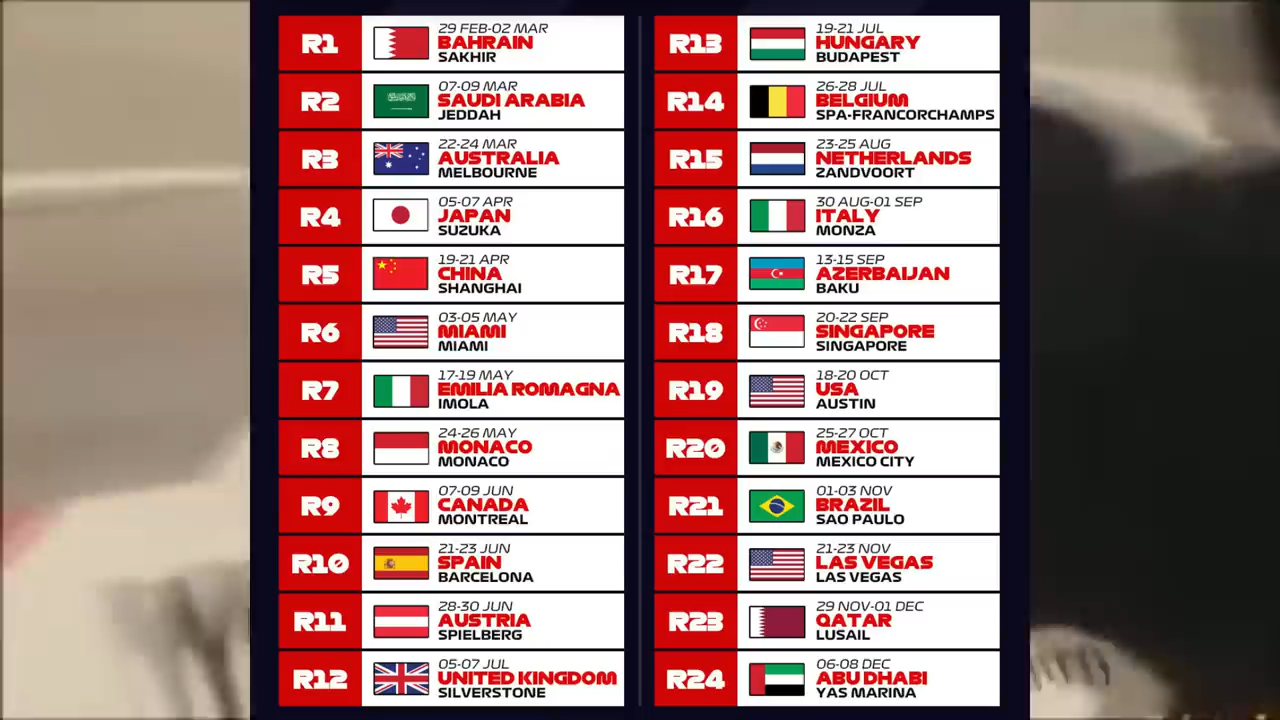 R1
29 FEB-02 MAR
BAHRAIN
SAKHIR
R2
07-09 MAR
SAUDI ARABIA
JEDDAH
R3
22-24 MAR
AUSTRALIA
MELBOURNE
R4
05-07 APR
JAPAN
SUZUKA
R5
19-21 APR
CHINA
SHANGHAI
R6
03-05 MAY
MIAMI
MIAMI
R7
17-19 MAY
EMILIA ROMAGNA
IMOLA
R8
24-26 MAY
MONACO
MONACO
R9
07-09 JUN
CANADA
MONTREAL
R10
21-23 JUN
SPAIN
BARCELONA
R11
28-30 JUN
AUSTRIA
SPIELBERG
R12
05-07 JUL
UNITED KINGDOM
SILVERSTONE
R13
19-21 JUL
HUNGARY
BUDAPEST
R14
26-28 JUL
BELGIUM
SPA-FRANCORCHAMPS
R15
23-25 AUG
NETHERLANDS
ZANDVOORT
R16
30 AUG-01 SEP
ITALY
MONZA
R17
13-15 SEP
AZERBAIJAN
BAKU
R18
20-22 SEP
SINGAPORE
SINGAPORE
R19
18-20 OCT
USA
AUSTIN
R20
25-27 OCT
MEXICO
MEXICO CITY
R21
01-03 NOV
BRAZIL
SAO PAULO
R22
21-23 NOV
LAS VEGAS
LAS VEGAS
R23
29 NOV-01 DEC
QATAR
LUSAIL
R24
06-08 DEC
ABU DHABI
YAS MARINA